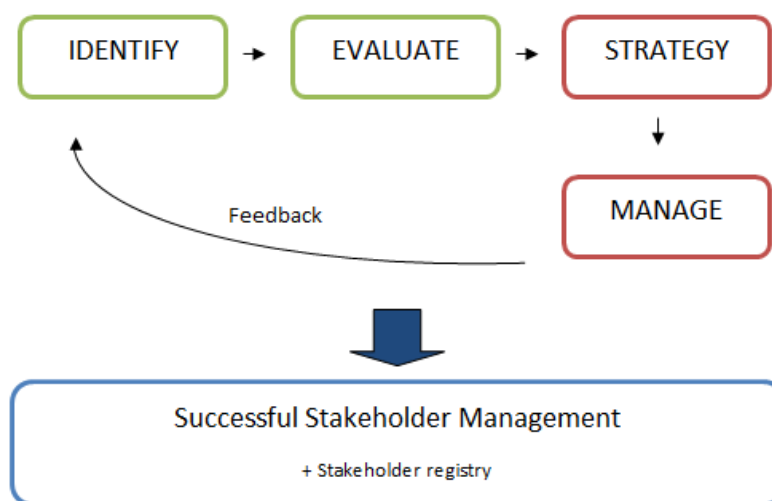 IDENTIFY
EVALUATE
STRATEGY
MANAGE
Feedback
Successful Stakeholder Management
+ Stakeholder registry